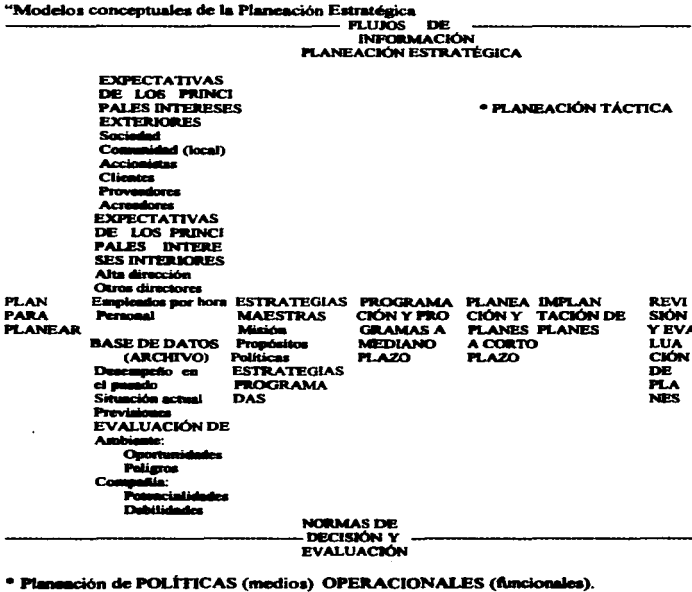 “Modelos conceptuales de la Planeación Estratégica
FLUJOS DE
INFORMACIÓN
PLANEACIÓN ESTRATÉGICA
EXPECTATIVAS
DE LOS PRINCI
PALES INTERESES
EXTERIORES
* PLANEACIÓN TÁCTICA
Sociedad
Comunidad (local)
Accionistas
Clientes
Proveedores
Acreedores
EXPECTATIVAS
DE LOS PRINCI
PALES INTERE
SES INTERIORES
Alta dirección
Otros directores
Empleados por hora
Personal
PLAN
PARA
PLANEAR
BASE DE DATOS
(ARCHIVO)
Desempeño en
el pasado
Situación actual
Previsiones
EVALUACIÓN DE
Ambiente:
Oportunidades
Peligros
Compañía:
Potencialidades
Debilidades
ESTRATEGIAS
MAESTRAS
Misión
Propósitos
Políticas
ESTRATEGIAS
PROGRAMA
DAS
PROGRAMA
CIÓN Y PRO
GRAMAS A
MEDIANO
PLAZO
PLANEA
CIÓN Y
PLANES
A CORTO
PLAZO
IMPLAN
TACIÓN DE
PLANES
REVI
SIÓN
Y EVA
LUA
CIÓN
DE
PLA
NES
NORMAS DE
DECISIÓN Y
EVALUACIÓN
* Planeación de POLÍTICAS (medios) OPERACIONALES (funcionales).